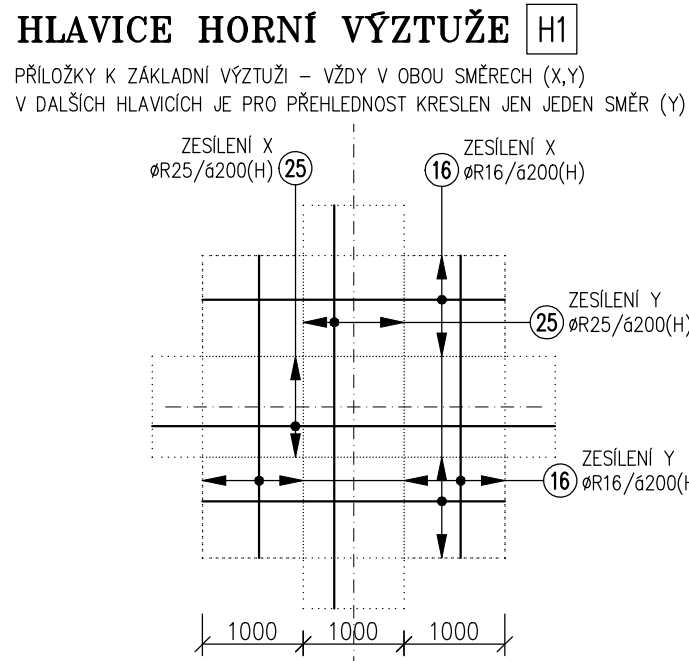 HLAVICE HORNÍ VÝZTUŽE H1
PŘÍLOŽKY K ZÁKLADNÍ VÝZTUŽI – VŽDY V OBOU SMĚRECH (X,Y)
V DALŠÍCH HLAVICÍCH JE PRO PŘEHLEDNOST KRESLEN JEN JEDEN SMĚR (Y)
ZESÍLENÍ X
øR25/á200(H) 25
ZESÍLENÍ X
16 øR16/á200(H)
ZESÍLENÍ Y
25 øR25/á200(H)
ZESÍLENÍ Y
16 øR16/á200(H
1000 1000 1000